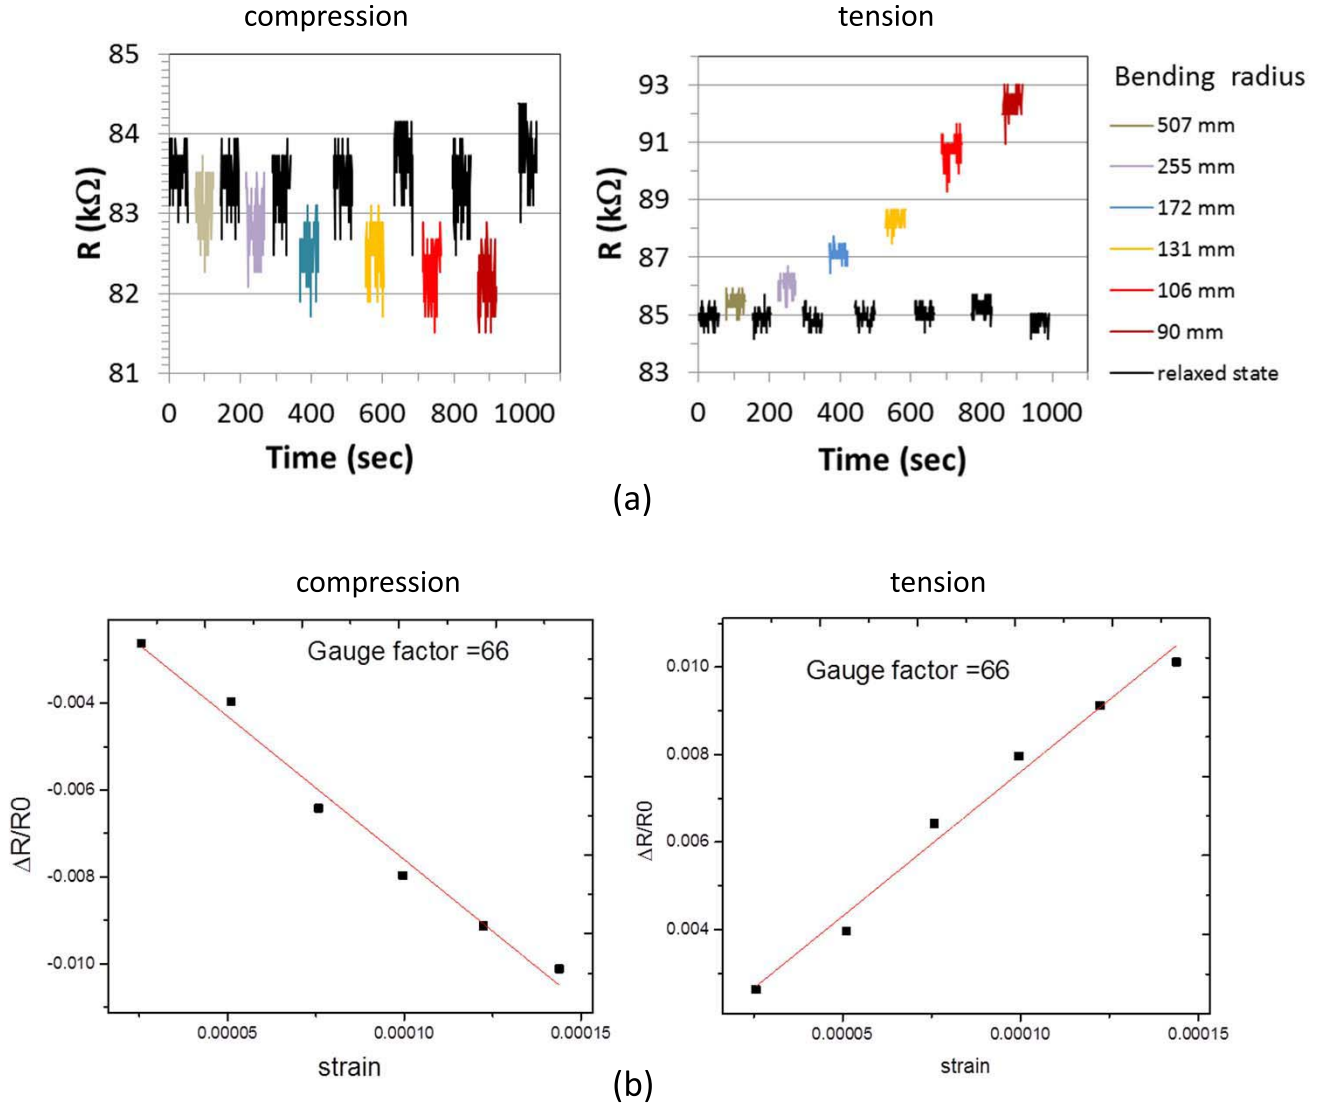 compression
tension
85
84
83
82
81
R (kΩ)
0 200 400 600 800 1000
Time (sec)
93
91
89
87
85
83
R (kΩ)
0 200 400 600 800 1000
Time (sec)
Bending radius
507 mm
255 mm
172 mm
131 mm
106 mm
90 mm
relaxed state
(a)
compression
tension
Gauge factor =66
-0.004
-0.006
-0.008
-0.010
ΔR/R0
0.00005 0.00010 0.00015
strain
Gauge factor =66
0.010
0.008
0.006
0.004
ΔR/R0
0.00005 0.00010 0.00015
strain
(b)